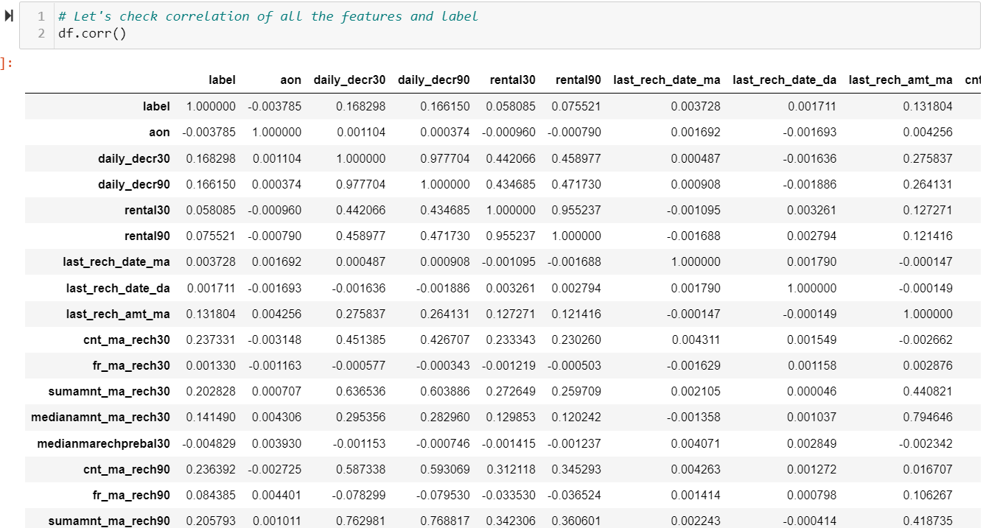 1 # Let's check correlation of all the features and label
2 df.corr()
]:
label aon daily_decr30 daily_decr90 rental30 rental90 last_rech_date_ma last_rech_date_da last_rech_amt_ma cnt
label 1.000000 -0.003785 0.168298 0.166150 0.058085 0.075521 0.003728 0.001711 0.131804
aon -0.003785 1.000000 0.001104 0.000374 -0.000960 -0.000790 0.001692 -0.001693 0.004256
daily_decr30 0.168298 0.001104 1.000000 0.977704 0.442066 0.458977 0.000487 -0.001636 0.275837
daily_decr90 0.166150 0.000374 0.977704 1.000000 0.434685 0.471730 0.000908 -0.001886 0.264131
rental30 0.058085 -0.000960 0.442066 0.434685 1.000000 0.955237 -0.001095 0.003261 0.127271
rental90 0.075521 -0.000790 0.458977 0.471730 0.955237 1.000000 -0.001688 0.002794 0.121416
last_rech_date_ma 0.003728 0.001692 0.000487 0.000908 -0.001095 -0.001688 1.000000 0.001790 -0.000147
last_rech_date_da 0.001711 -0.001693 -0.001636 -0.001886 0.003261 0.002794 0.001790 1.000000 -0.000149
last_rech_amt_ma 0.131804 0.004256 0.275837 0.264131 0.127271 0.121416 -0.000147 -0.000149 1.000000
cnt_ma_rech30 0.237331 -0.003148 0.451385 0.426707 0.233343 0.230260 0.004311 0.001549 -0.002662
fr_ma_rech30 0.001330 -0.001163 -0.000577 -0.000343 -0.001219 -0.000503 -0.001629 0.001158 0.002876
sumamnt_ma_rech30 0.202828 0.000707 0.636536 0.603886 0.272649 0.259709 0.002105 0.000046 0.440821
medianamnt_ma_rech30 0.141490 0.004306 0.295356 0.282960 0.129853 0.120242 -0.001358 0.001037 0.794646
medianmarechprebal30 -0.004829 0.003930 -0.001153 -0.000746 -0.001415 -0.001237 0.004071 0.002849 -0.002342
cnt_ma_rech90 0.236392 -0.002725 0.587338 0.593069 0.312118 0.345293 0.004263 0.001272 0.016707
fr_ma_rech90 0.084385 0.004401 -0.078299 -0.079530 -0.033530 -0.036524 0.001414 0.000798 0.106267
sumamnt_ma_rech90 0.205793 0.001011 0.762981 0.768817 0.342306 0.360601 0.002243 -0.000414 0.418735